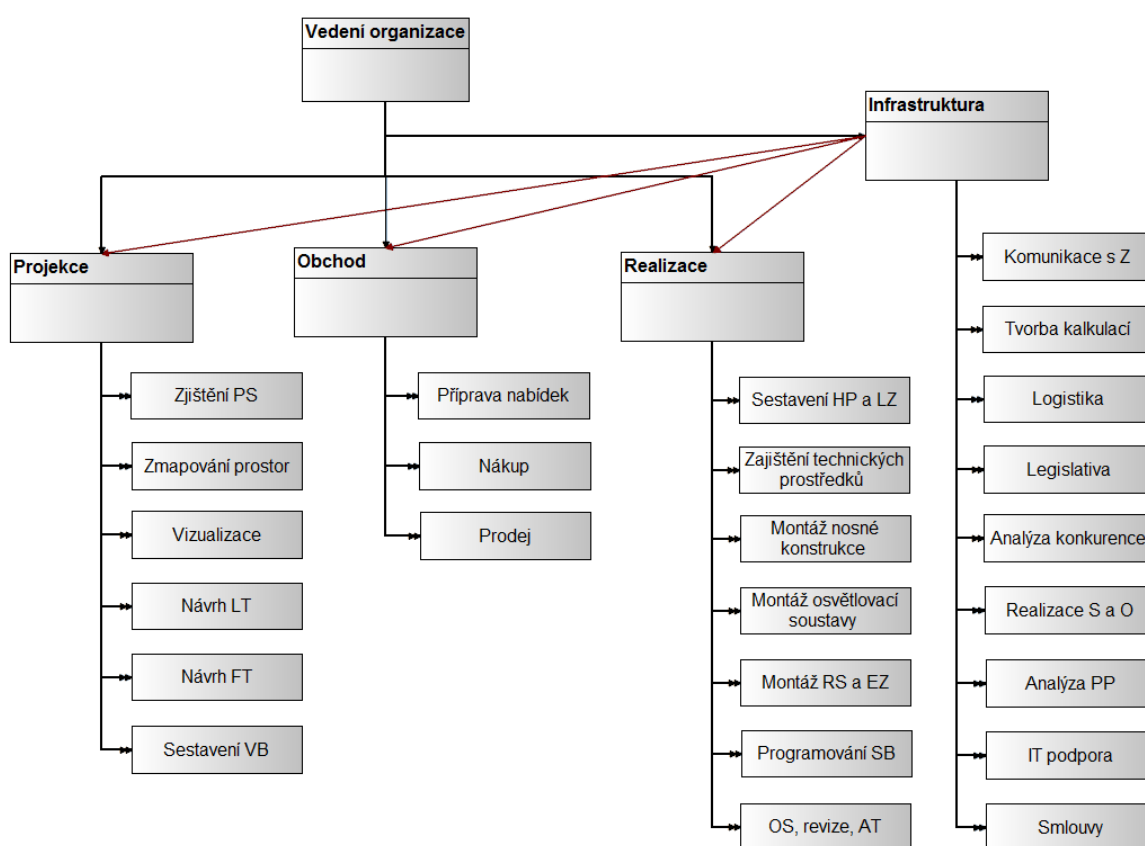 Vedení organizace
Infrastruktura
Projekce
Obchod
Realizace
Zjištění PS
Zmapování prostor
Vizualizace
Návrh LT
Návrh FT
Sestavení VB
Příprava nabídek
Nákup
Prodej
Sestavení HP a LZ
Zajištění technických
prostředků
Montáž nosné
konstrukce
Montáž osvětlovací
soustavy
Montáž RS a EZ
Programování SB
OS, revize, AT
Komunikace s Z
Tvorba kalkulací
Logistika
Legislativa
Analýza konkurence
Realizace S a O
Analýza PP
IT podpora
Smlouvy